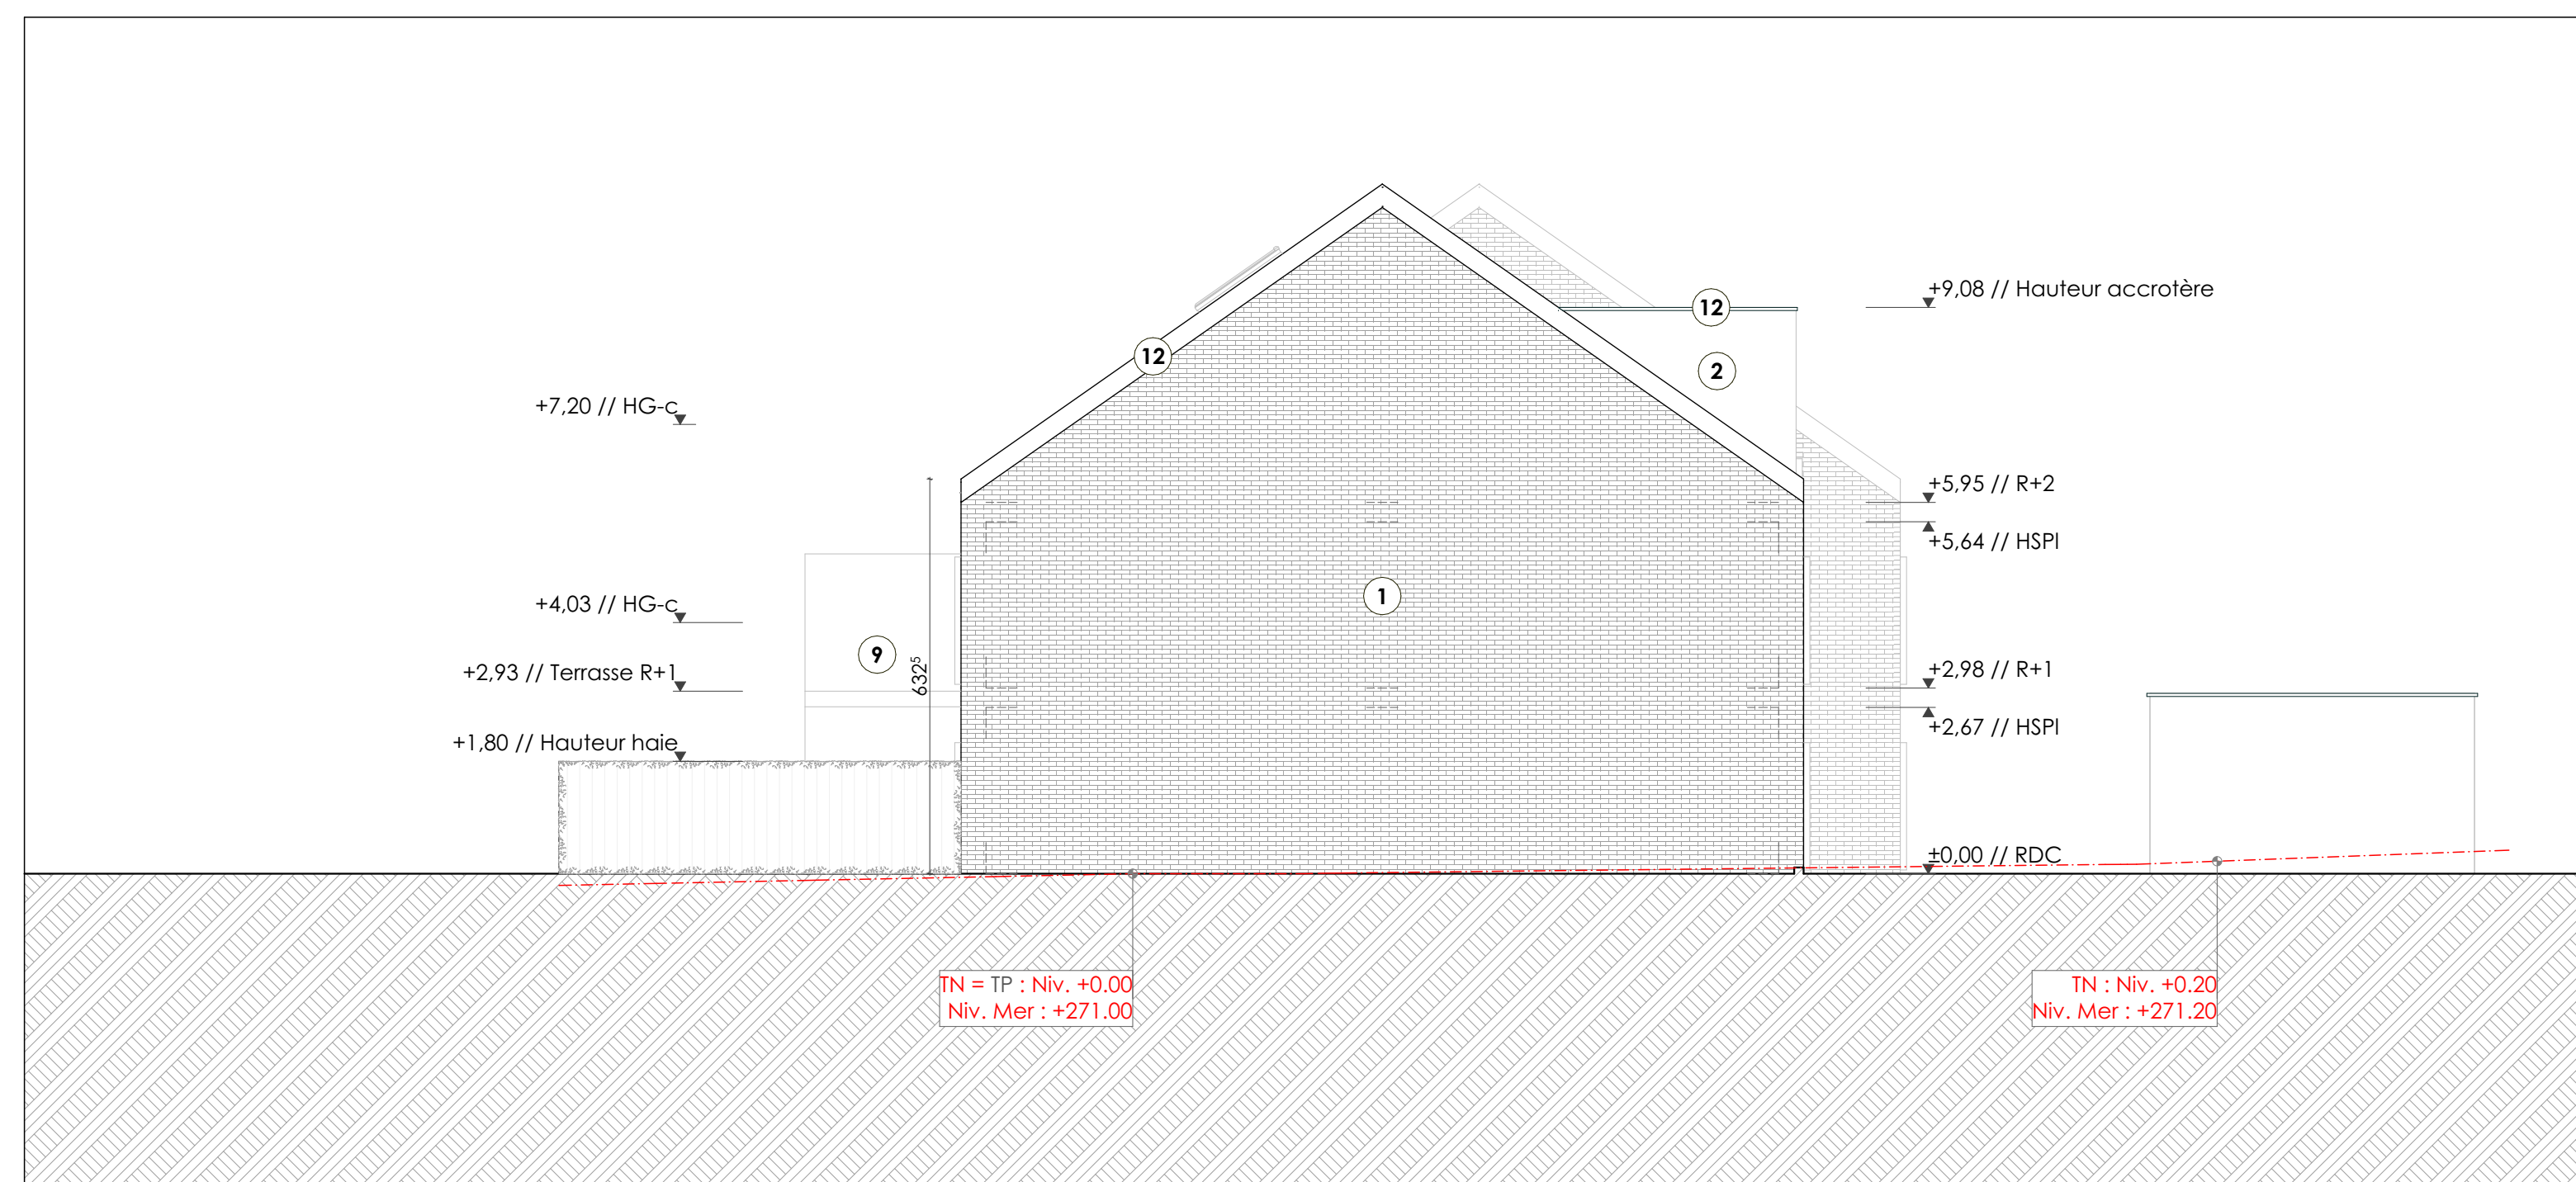 +9,08 // Hauteur accrotère
12
12
2
+7,20 // HG-c
+5,95 // R+2
+5,64 // HSPI
1
+4,03 // HG-c
9
6325
+2,93 // Terrasse R+1
+2,98 // R+1
+2,67 // HSPI
+1,80 // Hauteur haie
±0,00 // RDC
TN = TP : Niv. +0.00
Niv. Mer : +271.00
TN : Niv. +0.20
Niv. Mer : +271.20